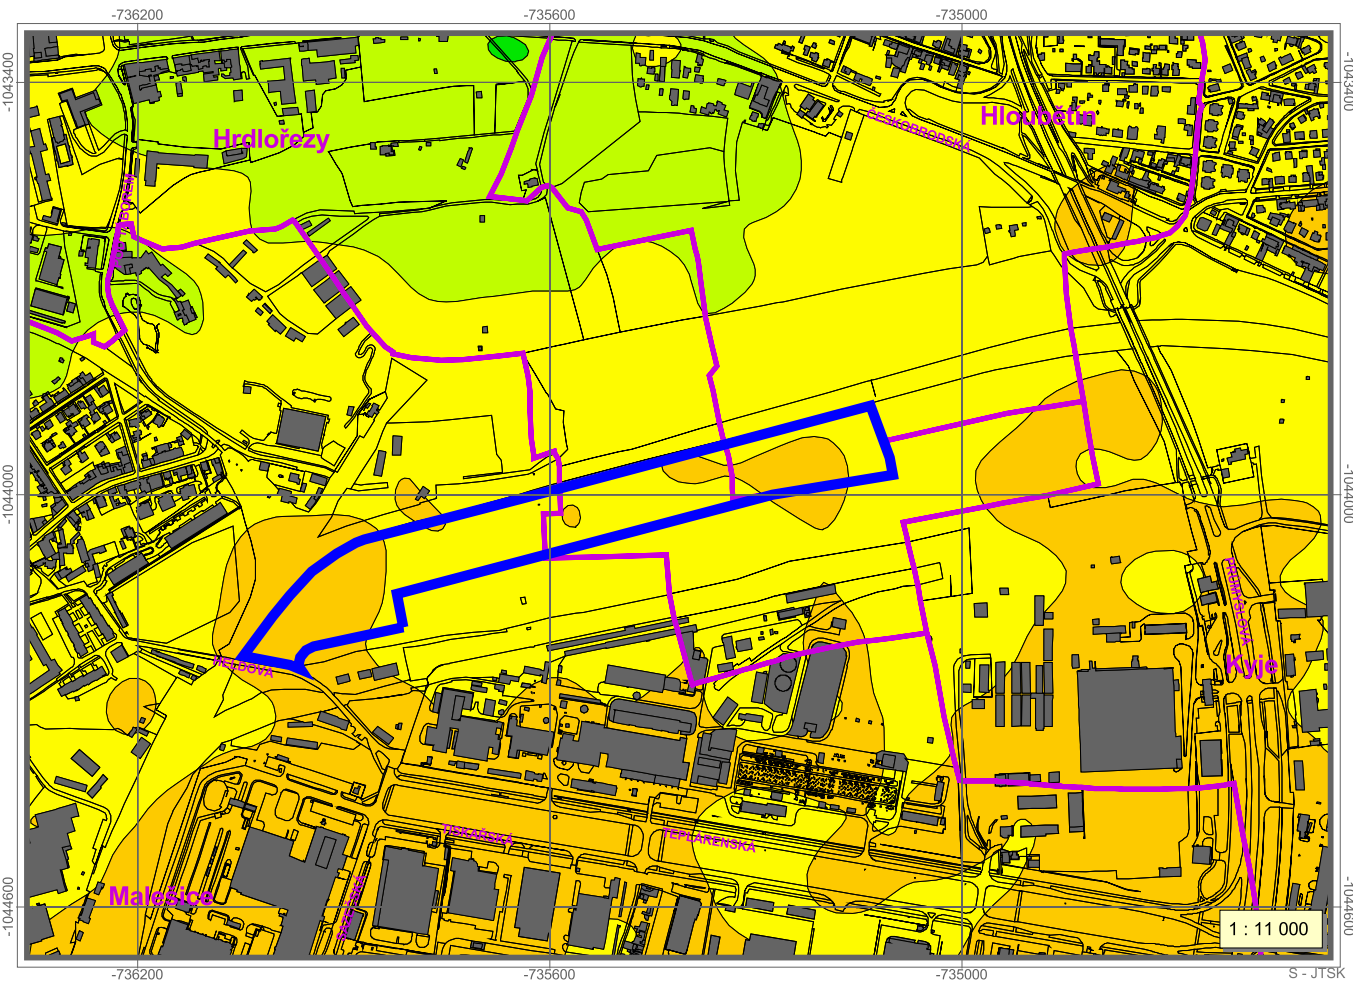 -736200
-735600
-735000
-1043400
-1043400
Hrdlořezy
Hloubětín
ČESKOBRODSKÁ
-1044000
-1044000
PRŮMYSLOVÁ
Kyje
HELDOVA
TISKAŘSKÁ
TEPLÁRENSKÁ
Malešice
-1044600
-1044600
1 : 11 000
-736200
-735600
-735000
S - JTSK